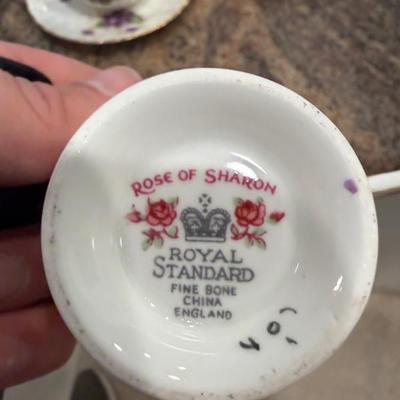 ROSE OF SHARON
ROYAL
STANDARD
FINE BONE
CHINA
ENGLAND